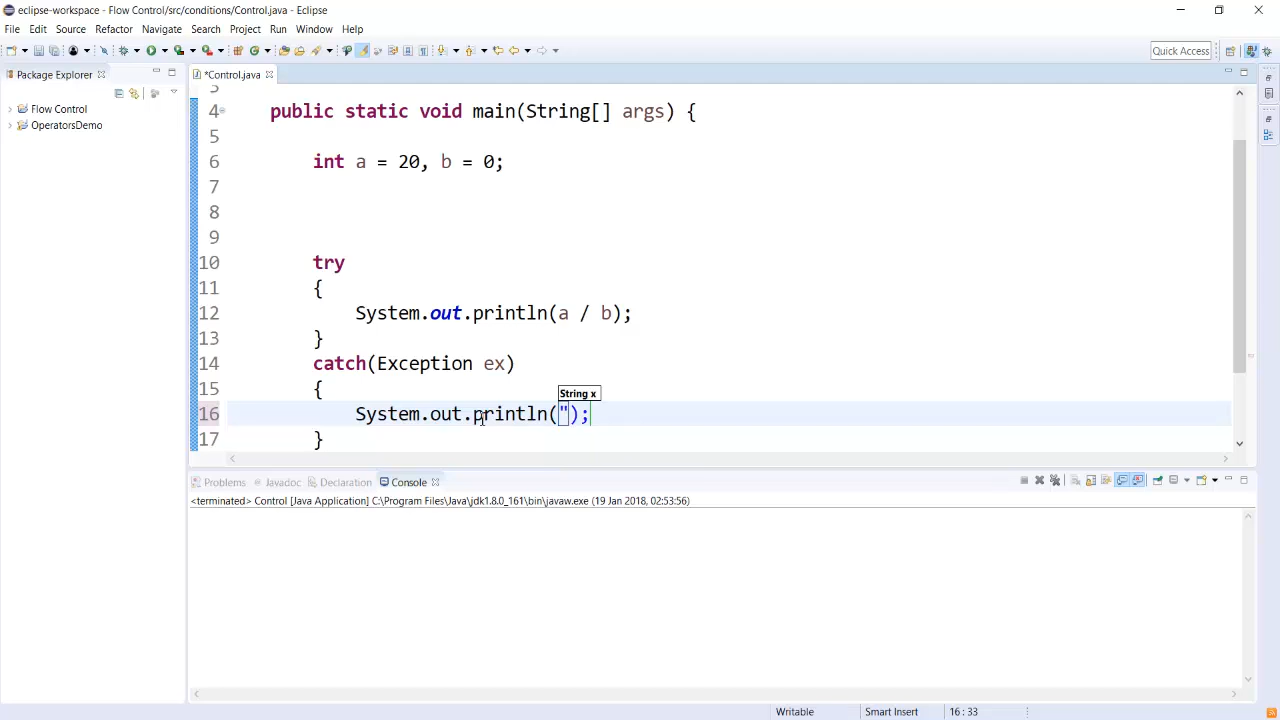 eclipse-workspace - Flow Control/src/conditions/Control.java - Eclipse
File Edit Source Refactor Navigate Search Project Run Window Help
Quick Access
Package Explorer
*Control.java
Flow Control
OperatorsDemo
3
4 public static void main(String[] args) {
5
6 int a = 20, b = 0;
7
8
9
10 try
11 {
12 System.out.println(a / b);
13 }
14 catch(Exception ex)
15 {
String x
16 System.out.println(");
17 }
Problems Javadoc Declaration Console
<terminated> Control [Java Application] C:\Program Files\Java\jdk1.8.0_161\bin\javaw.exe (19 Jan 2018, 02:53:56)
Writable Smart Insert 16 : 33